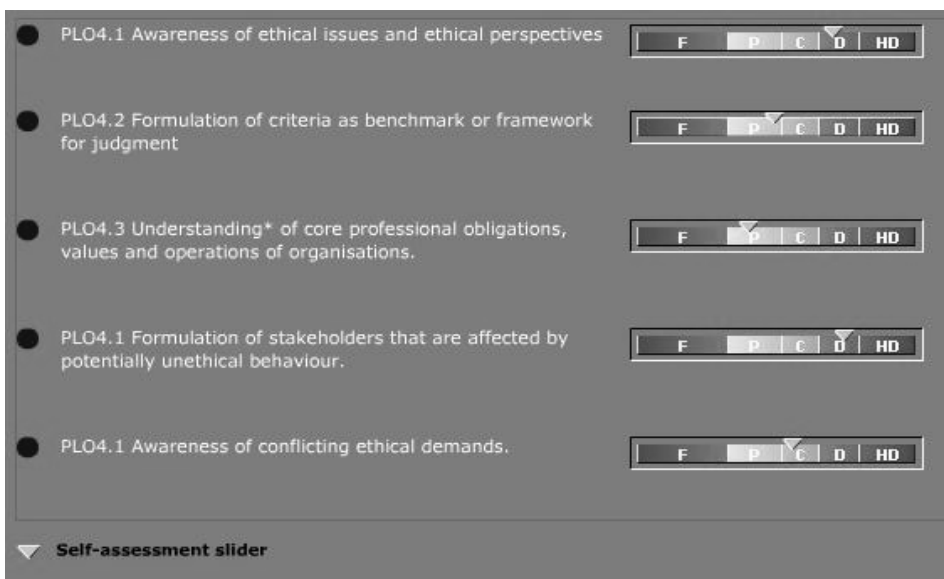 PLO4.1 Awareness of ethical issues and ethical perspectives
F P C D HD
PLO4.2 Formulation of criteria as benchmark or framework
for judgment
F P C D HD
PLO4.3 Understanding* of core professional obligations,
values and operations of organisations.
F P C D HD
PLO4.1 Formulation of stakeholders that are affected by
potentially unethical behaviour.
F P C D HD
PLO4.1 Awareness of conflicting ethical demands.
F P C D HD
Self-assessment slider